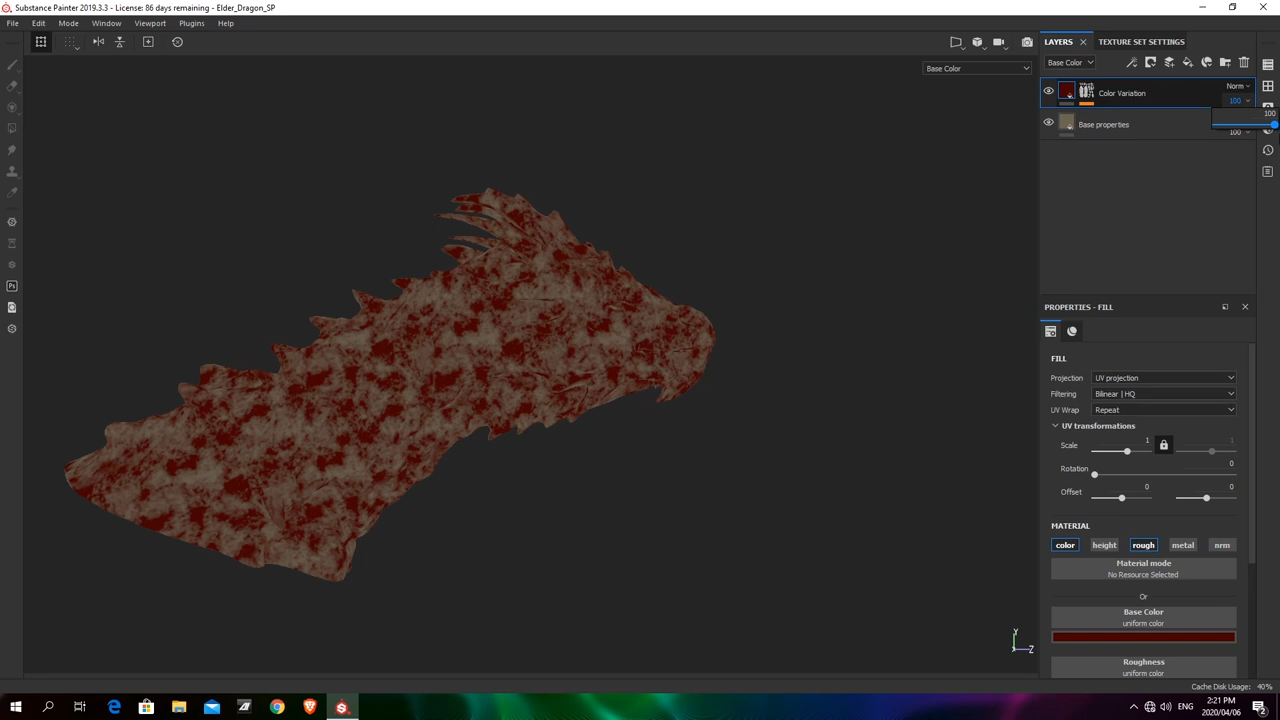 Substance Painter 2019.3.3 - License: 86 days remaining - Elder_Dragon_SP
File Edit Mode Window Viewport Plugins Help
LAYERS TEXTURE SET SETTINGS
Base Color
Base Color
Color Variation
Norm
100
100
Base properties
100
PROPERTIES - FILL
FILL
Projection UV projection
Filtering Bilinear | HQ
UV Wrap Repeat
UV transformations
Scale 1 1
Rotation 0
Offset 0 0
MATERIAL
color height rough metal nrm
Material mode
No Resource Selected
Or
Base Color
uniform color
Roughness
uniform color
Y
Z
Ps
Cache Disk Usage: 40%
2:21 PM
2020/04/06
2